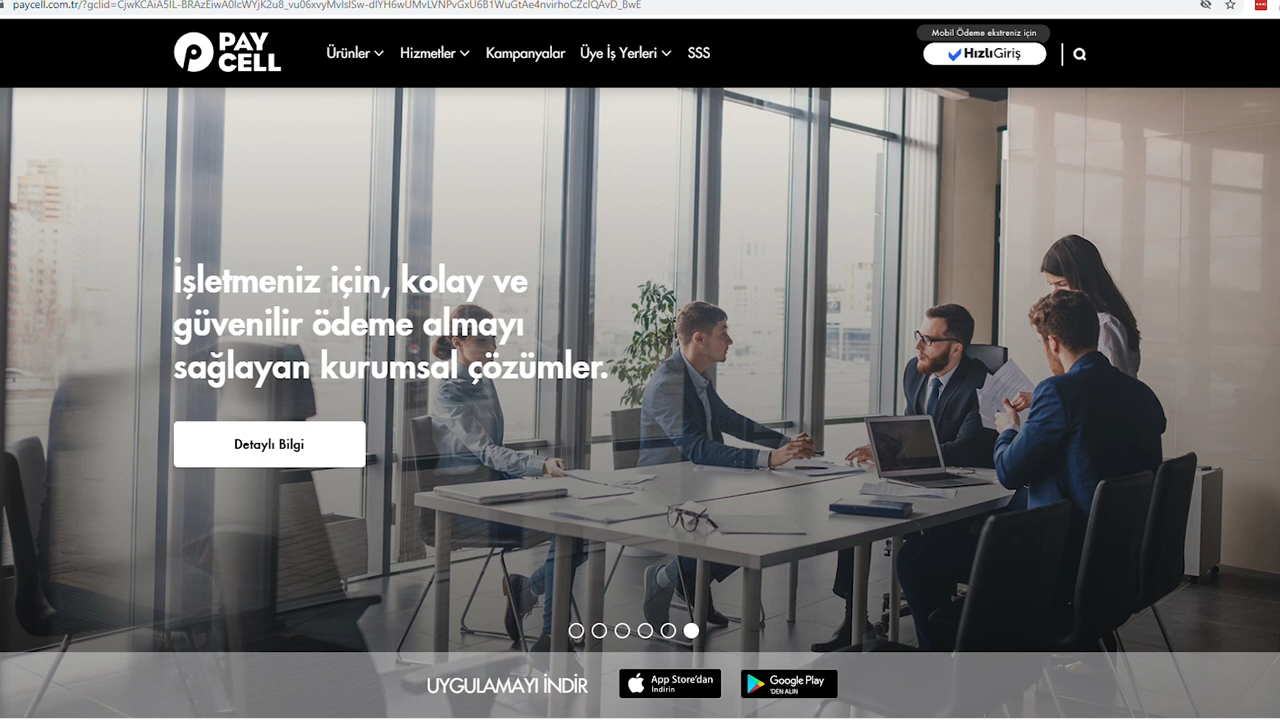 paycell.com.tr/?gclid=CjwKCAiA5IL-BRAzEiwA0lcWYjK2u8_vu06xvyMvIsISw-dlYH6wUMvLVNPvGxU6B1WuGtAe4nvirhoCZcIQAvD_BwE
PAY
CELL
Ürünler
Hizmetler
Kampanyalar
Üye İş Yerleri
SSS
Mobil Ödeme ekstreniz için
HızlıGiriş
İşletmeniz için, kolay ve
güvenilir ödeme almayı
sağlayan kurumsal çözümler.
Detaylı Bilgi
UYGULAMAYI İNDİR
App Store'dan
İndirin
Google Play
'DEN ALIN